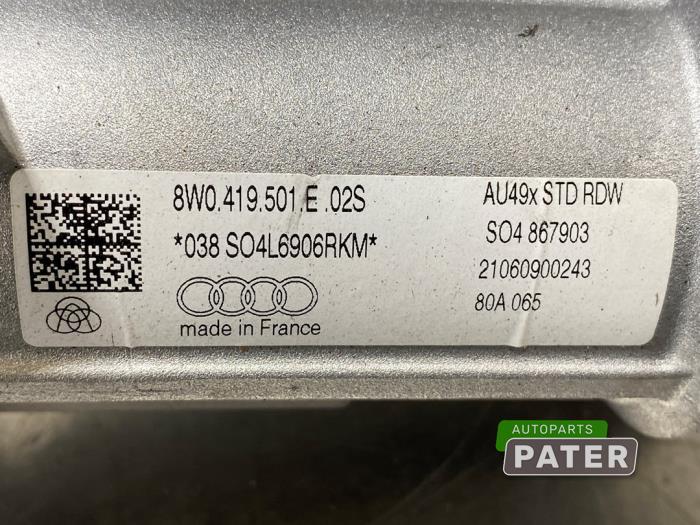 8W0.419.501 E .02S
*038 SO4L6906RKM*
made in France
AU49x STD RDW
SO4 867903
21060900243
80A 065
AUTOPARTS
PATER